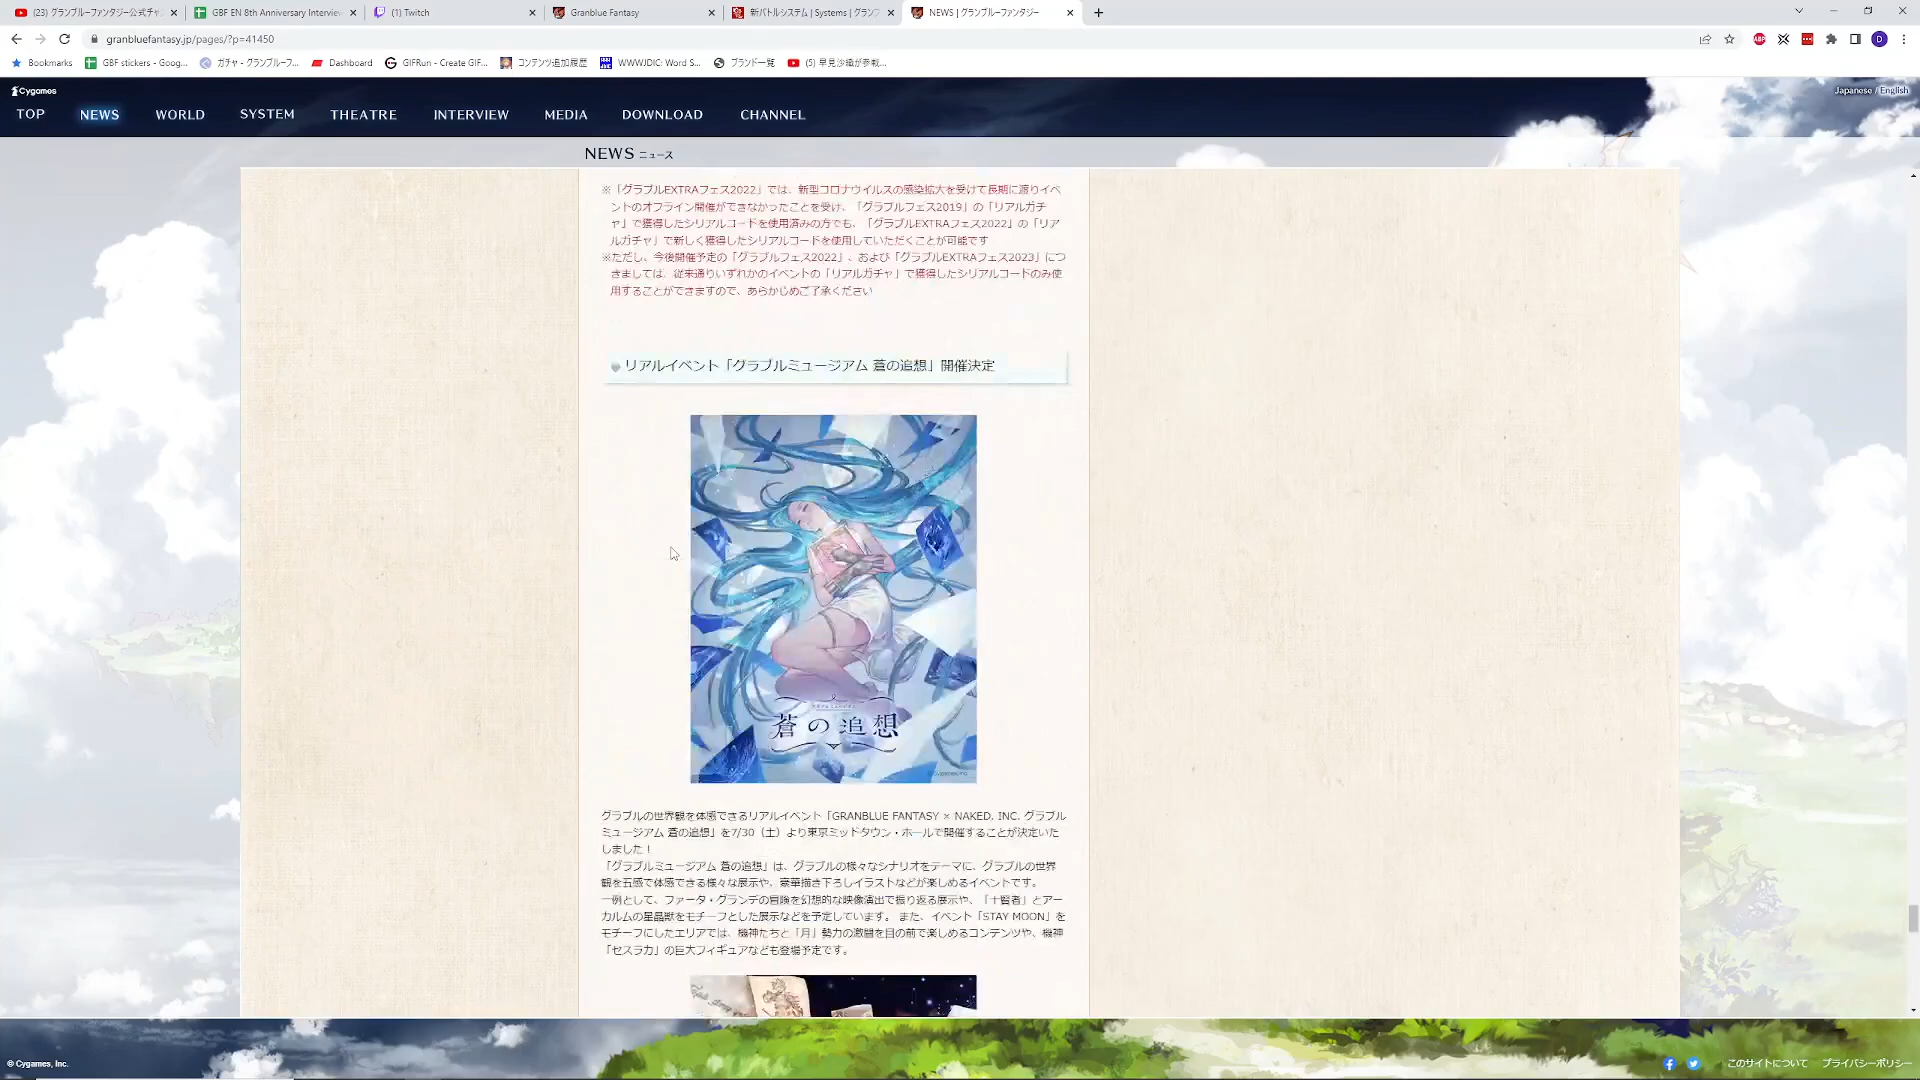 (23) グランブルーファンタジー公式チャ
GBF EN 8th Anniversary Interview
(1) Twitch
Granblue Fantasy
新バトルシステム | Systems | グラン
NEWS | グランブルーファンタジー
granbluefantasy.jp/pages/?p=41450
Bookmarks
GBF stickers - Goog...
ガチャ - グランブルーフ...
Dashboard
GIFRun - Create GIF...
コンテンツ追加履歴
WWWJDIC: Word S...
ブランド一覧
(5) 早見沙織が参戦...
Cygames
Japanese / English
TOP
NEWS
WORLD
SYSTEM
THEATRE
INTERVIEW
MEDIA
DOWNLOAD
CHANNEL
NEWS ニュース
※「グラブルEXTRAフェス2022」では、新型コロナウイルスの感染拡大を受けて長期に渡りイベ
ントのオフライン開催ができなかったことを受け、「グラブルフェス2019」の「リアルガチ
ャ」で獲得したシリアルコードを使用済みの方でも、「グラブルEXTRAフェス2022」の「リア
ルガチャ」で新しく獲得したシリアルコードを使用していただくことが可能です
※ただし、今後開催予定の「グラブルフェス2022」、および「グラブルEXTRAフェス2023」につ
きましては、従来通りいずれかのイベントの「リアルガチャ」で獲得したシリアルコードのみ使
用することができますので、あらかじめご了承ください
リアルイベント「グラブルミュージアム 蒼の追想」開催決定
蒼の追想
グラブルの世界観を体感できるリアルイベント「GRANBLUE FANTASY × NAKED, INC. グラブル
ミュージアム 蒼の追想」を7/30（土）より東京ミッドタウン・ホールで開催することが決定いた
しました！
「グラブルミュージアム 蒼の追想」は、グラブルの様々なシナリオをテーマに、グラブルの世界
観を五感で体感できる様々な展示や、豪華描き下ろしイラストなどが楽しめるイベントです。
一例として、ファータ・グランデの冒険を幻想的な映像演出で振り返る展示や、「十賢者」とアー
カルムの星晶獣をモチーフとした展示などを予定しています。 また、イベント「STAY MOON」を
モチーフにしたエリアでは、機神たちと「月」勢力の激闘を目の前で楽しめるコンテンツや、機神
「セスラカ」の巨大フィギュアなども登場予定です。
© Cygames, Inc.
このサイトについて
プライバシーポリシー